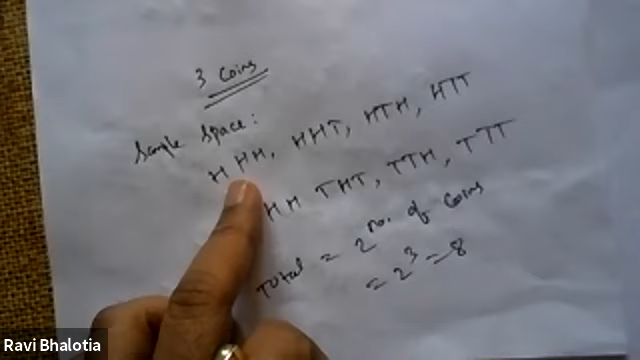 3 Coins
Sample Space:
HHH, HHT, HTH, HTT
HH THT, TTH, TTT
Total = 2^no. of coins
= 2³ = 8
Ravi Bhalotia